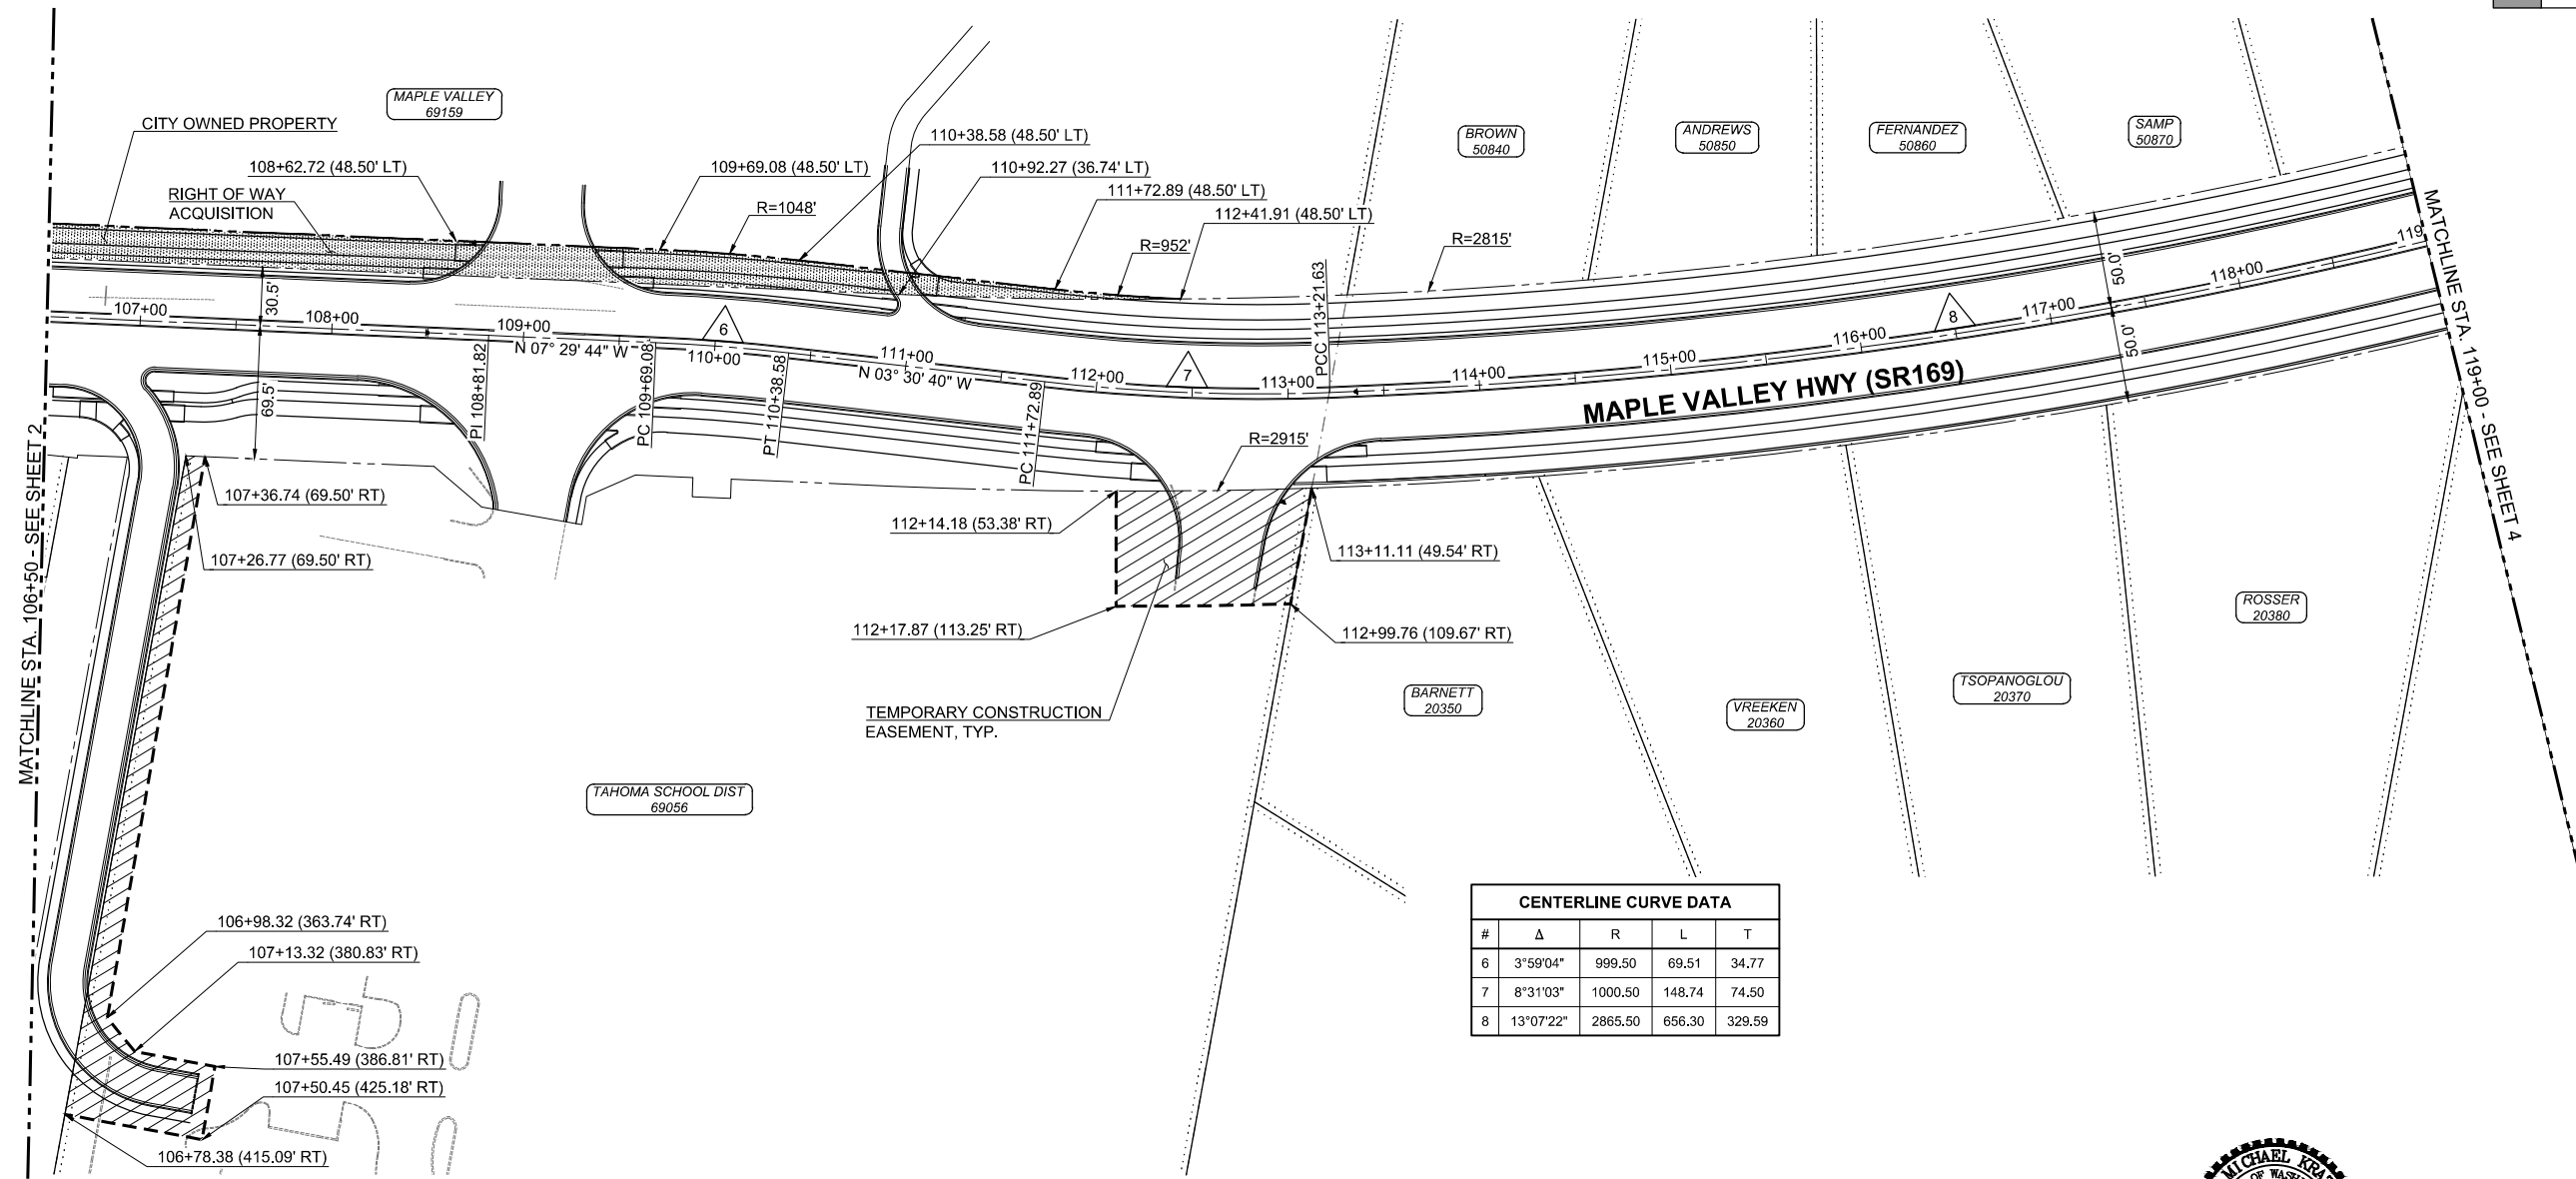 MAPLE VALLEY
69159
CITY OWNED PROPERTY
108+62.72 (48.50' LT)
RIGHT OF WAY
ACQUISITION
109+69.08 (48.50' LT)
R=1048'
110+38.58 (48.50' LT)
110+92.27 (36.74' LT)
111+72.89 (48.50' LT)
112+41.91 (48.50' LT)
R=952'
R=2815'
BROWN
50840
ANDREWS
50850
FERNANDEZ
50860
SAMP
50870
MATCHLINE STA. 106+50 - SEE SHEET 2
MATCHLINE STA. 119+00 - SEE SHEET 4
107+00
108+00
109+00
110+00
111+00
112+00
113+00
114+00
115+00
116+00
117+00
118+00
119
30.5'
69.5'
50.0'
50.0'
6
7
8
N 07° 29' 44" W
N 03° 30' 40" W
PI 108+81.82
PC 109+69.08
PT 110+38.58
PC 111+72.89
PCC 113+21.63
MAPLE VALLEY HWY (SR169)
R=2915'
107+36.74 (69.50' RT)
107+26.77 (69.50' RT)
112+14.18 (53.38' RT)
113+11.11 (49.54' RT)
112+17.87 (113.25' RT)
112+99.76 (109.67' RT)
TEMPORARY CONSTRUCTION
EASEMENT, TYP.
TAHOMA SCHOOL DIST
69056
BARNETT
20350
VREEKEN
20360
TSOPANOGLOU
20370
ROSSER
20380
106+98.32 (363.74' RT)
107+13.32 (380.83' RT)
107+55.49 (386.81' RT)
107+50.45 (425.18' RT)
106+78.38 (415.09' RT)
CENTERLINE CURVE DATA
# Δ R L T
6 3°59'04" 999.50 69.51 34.77
7 8°31'03" 1000.50 148.74 74.50
8 13°07'22" 2865.50 656.30 329.59
MICHAEL